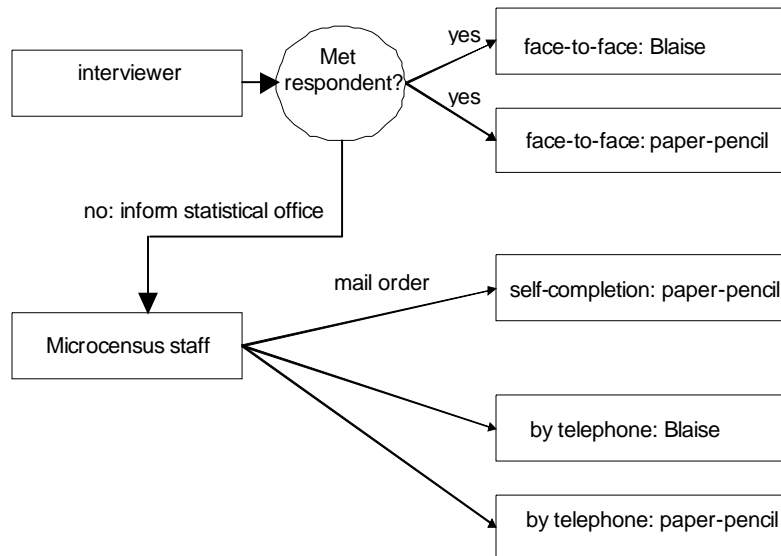 interviewer
Met
respondent?
yes
face-to-face: Blaise
yes
face-to-face: paper-pencil
no: inform statistical office
mail order
self-completion: paper-pencil
Microcensus staff
by telephone: Blaise
by telephone: paper-pencil